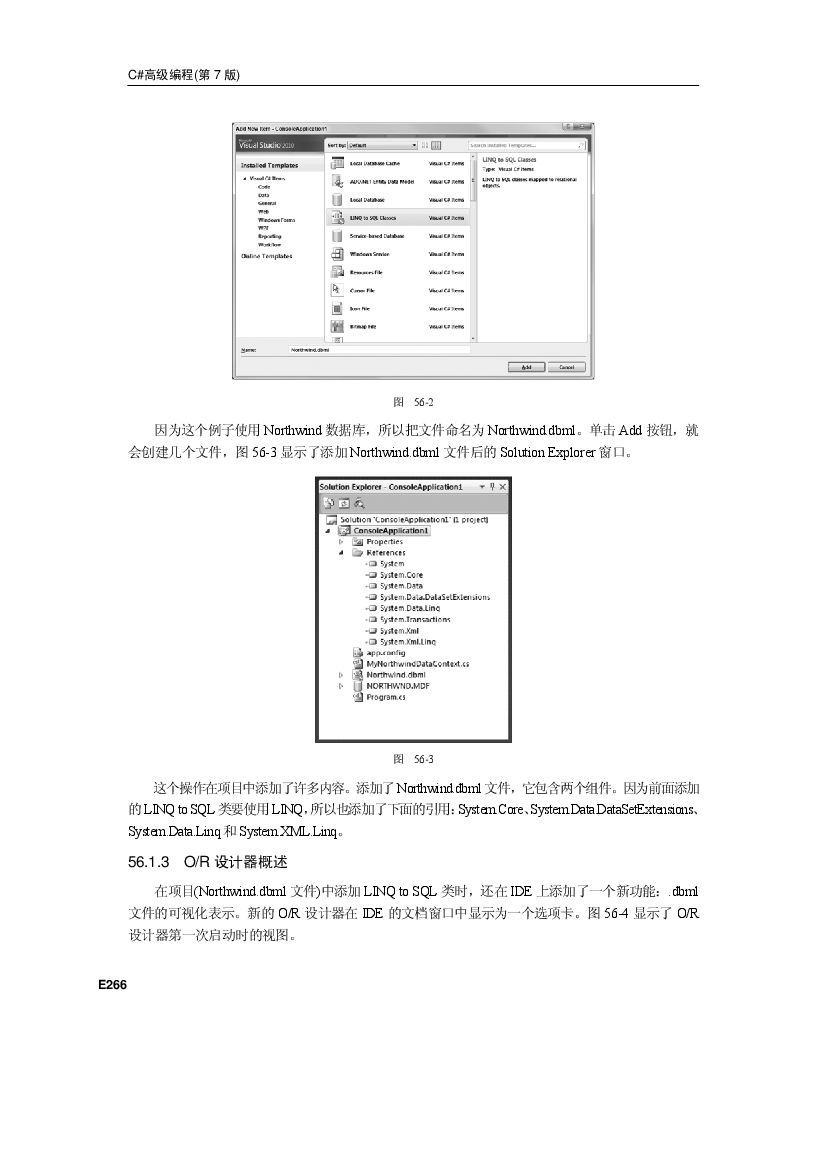 C#高级编程(第 7 版)
Add New Item - ConsoleApplication1
Visual Studio 2010
Sort by: Default
Search Installed Templates
Installed Templates
Visual C# Items
Code
Data
General
Web
Windows Forms
WPF
Reporting
Workflow
Online Templates
Local Database Cache Visual C# Items
ADO.NET Entity Data Model Visual C# Items
Local Database Visual C# Items
LINQ to SQL Classes Visual C# Items
Service-based Database Visual C# Items
Windows Service Visual C# Items
Resources File Visual C# Items
Cursor File Visual C# Items
Icon File Visual C# Items
Bitmap File Visual C# Items
LINQ to SQL Classes
Type: Visual C# Items
LINQ to SQL classes mapped to relational
objects.
Name: Northwind.dbml
Add Cancel
图 56-2
因为这个例子使用 Northwind 数据库，所以把文件命名为 Northwind.dbml。单击 Add 按钮，就
会创建几个文件，图 56-3 显示了添加 Northwind.dbml 文件后的 Solution Explorer 窗口。
Solution Explorer - ConsoleApplication1
Solution "ConsoleApplication1" (1 project)
ConsoleApplication1
Properties
References
System
System.Core
System.Data
System.Data.DataSetExtensions
System.Data.Linq
System.Transactions
System.Xml
System.Xml.Linq
app.config
MyNorthwindDataContext.cs
Northwind.dbml
NORTHWND.MDF
Program.cs
图 56-3
这个操作在项目中添加了许多内容。添加了 Northwind.dbml 文件，它包含两个组件。因为前面添加
的 LINQ to SQL 类要使用 LINQ，所以也添加了下面的引用：System.Core、System.Data.DataSetExtensions、
System.Data.Linq 和 System.XML.Linq。
56.1.3 O/R 设计器概述
在项目(Northwind.dbml 文件)中添加 LINQ to SQL 类时，还在 IDE 上添加了一个新功能：.dbml
文件的可视化表示。新的 O/R 设计器在 IDE 的文档窗口中显示为一个选项卡。图 56-4 显示了 O/R
设计器第一次启动时的视图。
E266